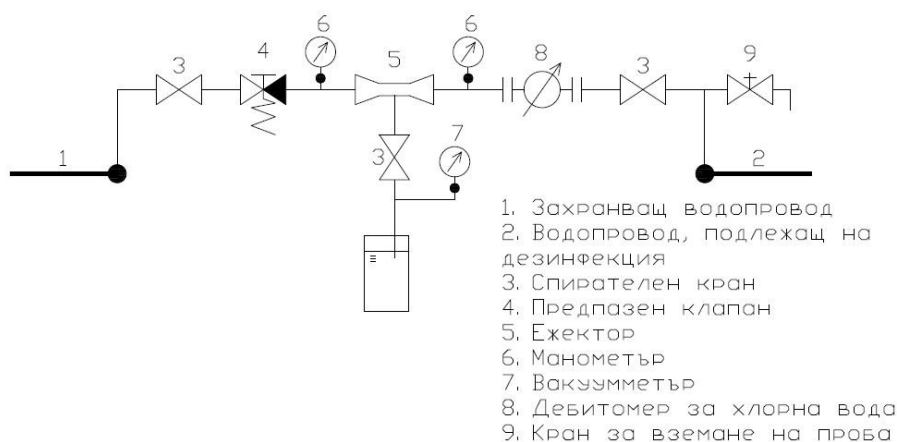 6
6
3
4
5
8
3
9
3
7
1
2
1. Захранващ водопровод
2. Водопровод, подлежащ на
дезинфекция
3. Спирателен кран
4. Предпазен клапан
5. Ежектор
6. Манометър
7. Вакуумметър
8. Дебитомер за хлорна вода
9. Кран за вземане на проба